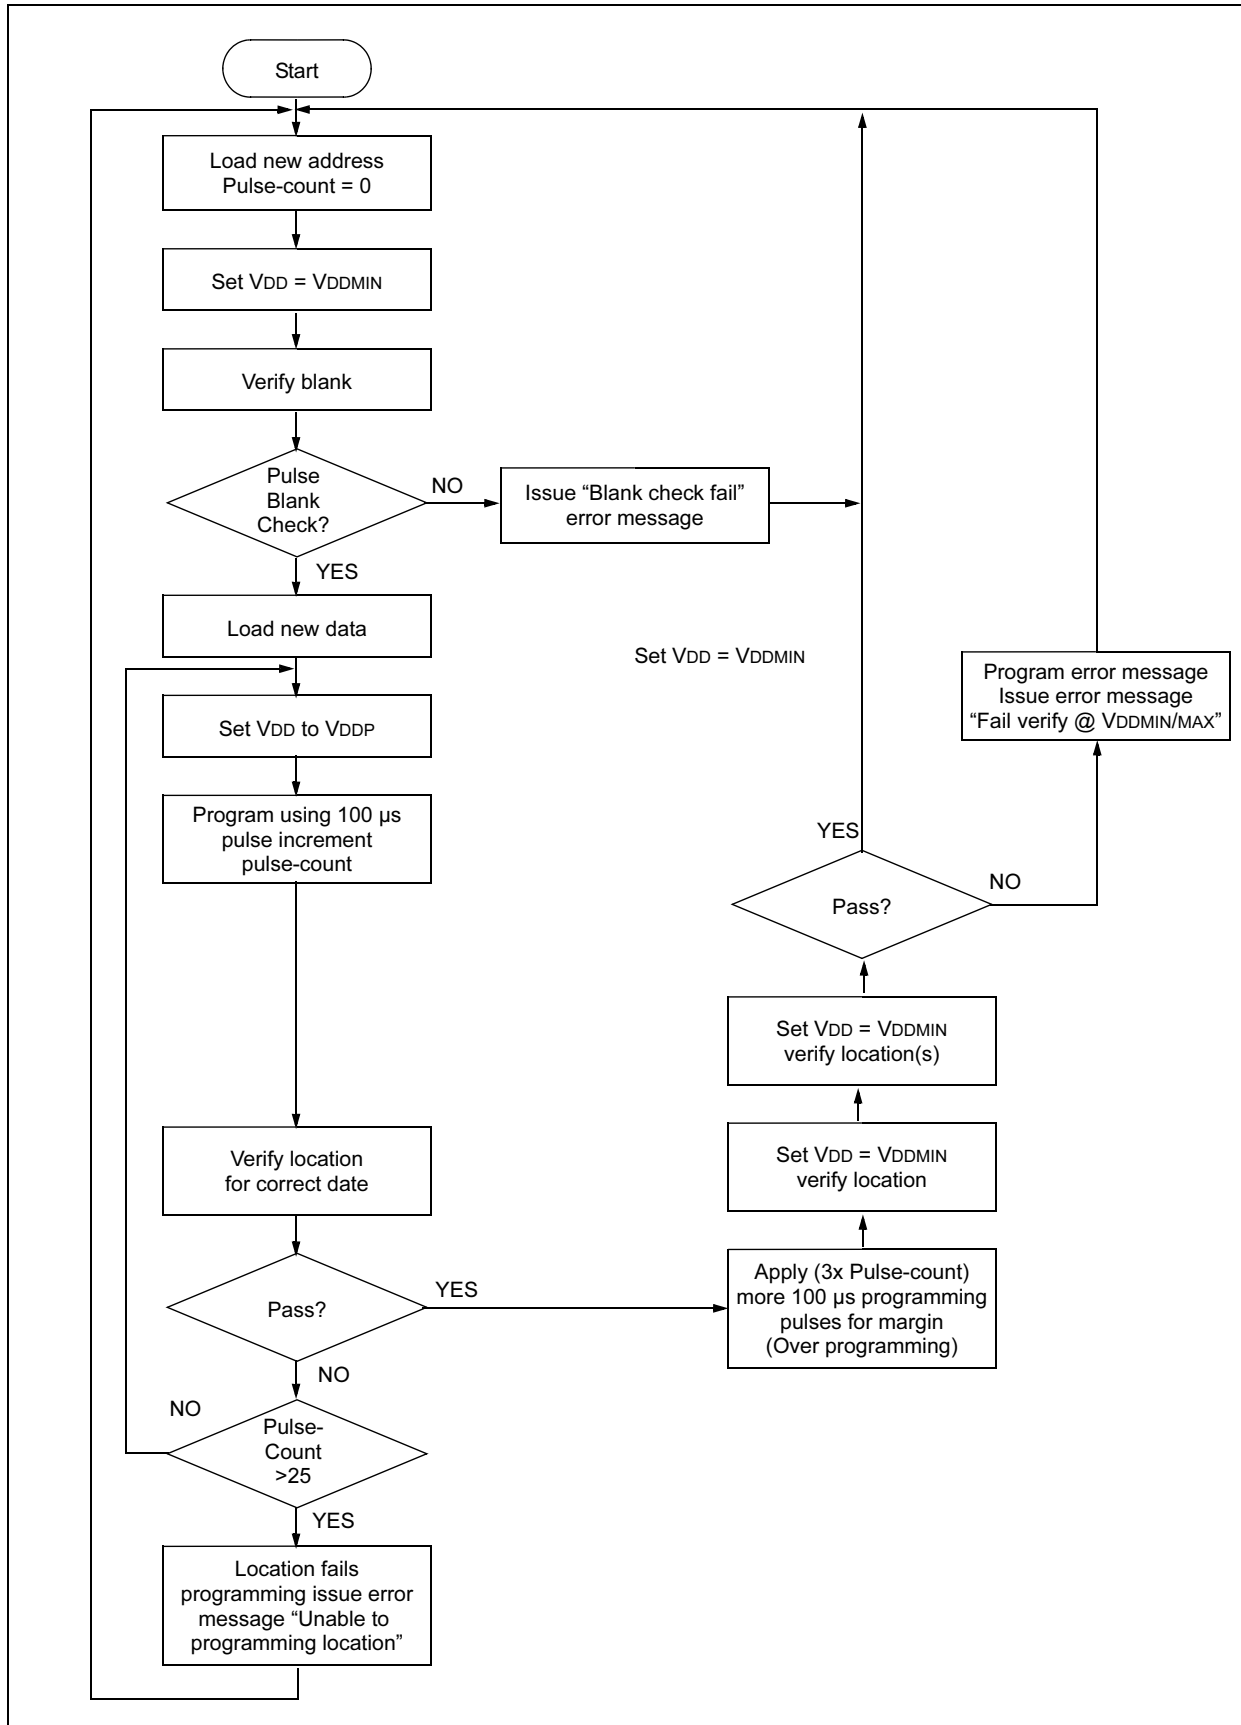 Start
Load new address
Pulse-count = 0
Set VDD = VDDMIN
Verify blank
Pulse
Blank
Check?
NO
Issue “Blank check fail”
error message
YES
Load new data
Set VDD = VDDMIN
Program error message
Issue error message
“Fail verify @ VDDMIN/MAX”
Set VDD to VDDP
Program using 100 µs
pulse increment
pulse-count
YES
NO
Pass?
Set VDD = VDDMIN
verify location(s)
Set VDD = VDDMIN
verify location
Verify location
for correct date
Apply (3x Pulse-count)
more 100 µs programming
pulses for margin
(Over programming)
YES
Pass?
NO
NO
Pulse-
Count
>25
YES
Location fails
programming issue error
message “Unable to
programming location”